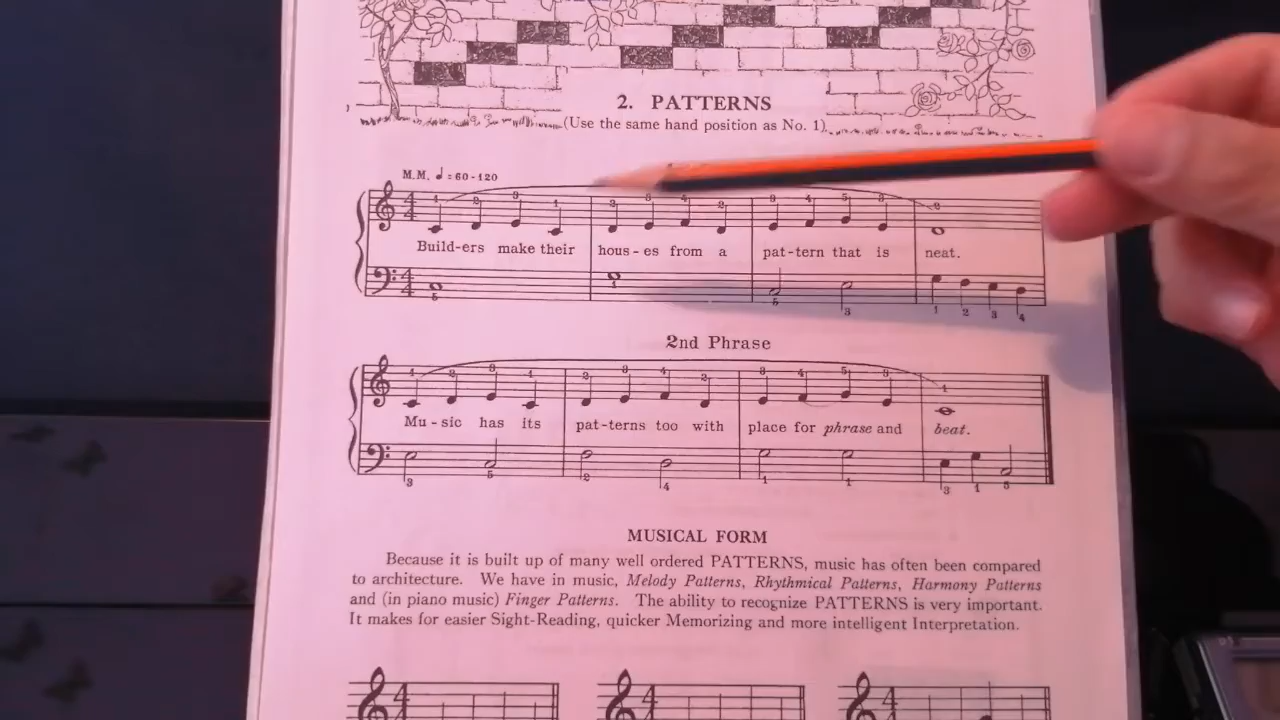 2. PATTERNS
(Use the same hand position as No. 1)
M.M. ♩ = 60-120
Build-ers make their hous-es from a pat-tern that is neat.
2nd Phrase
Mu-sic has its pat-terns too with place for phrase and beat.
MUSICAL FORM
Because it is built up of many well ordered PATTERNS, music has often been compared
to architecture. We have in music, Melody Patterns, Rhythmical Patterns, Harmony Patterns
and (in piano music) Finger Patterns. The ability to recognize PATTERNS is very important.
It makes for easier Sight-Reading, quicker Memorizing and more intelligent Interpretation.